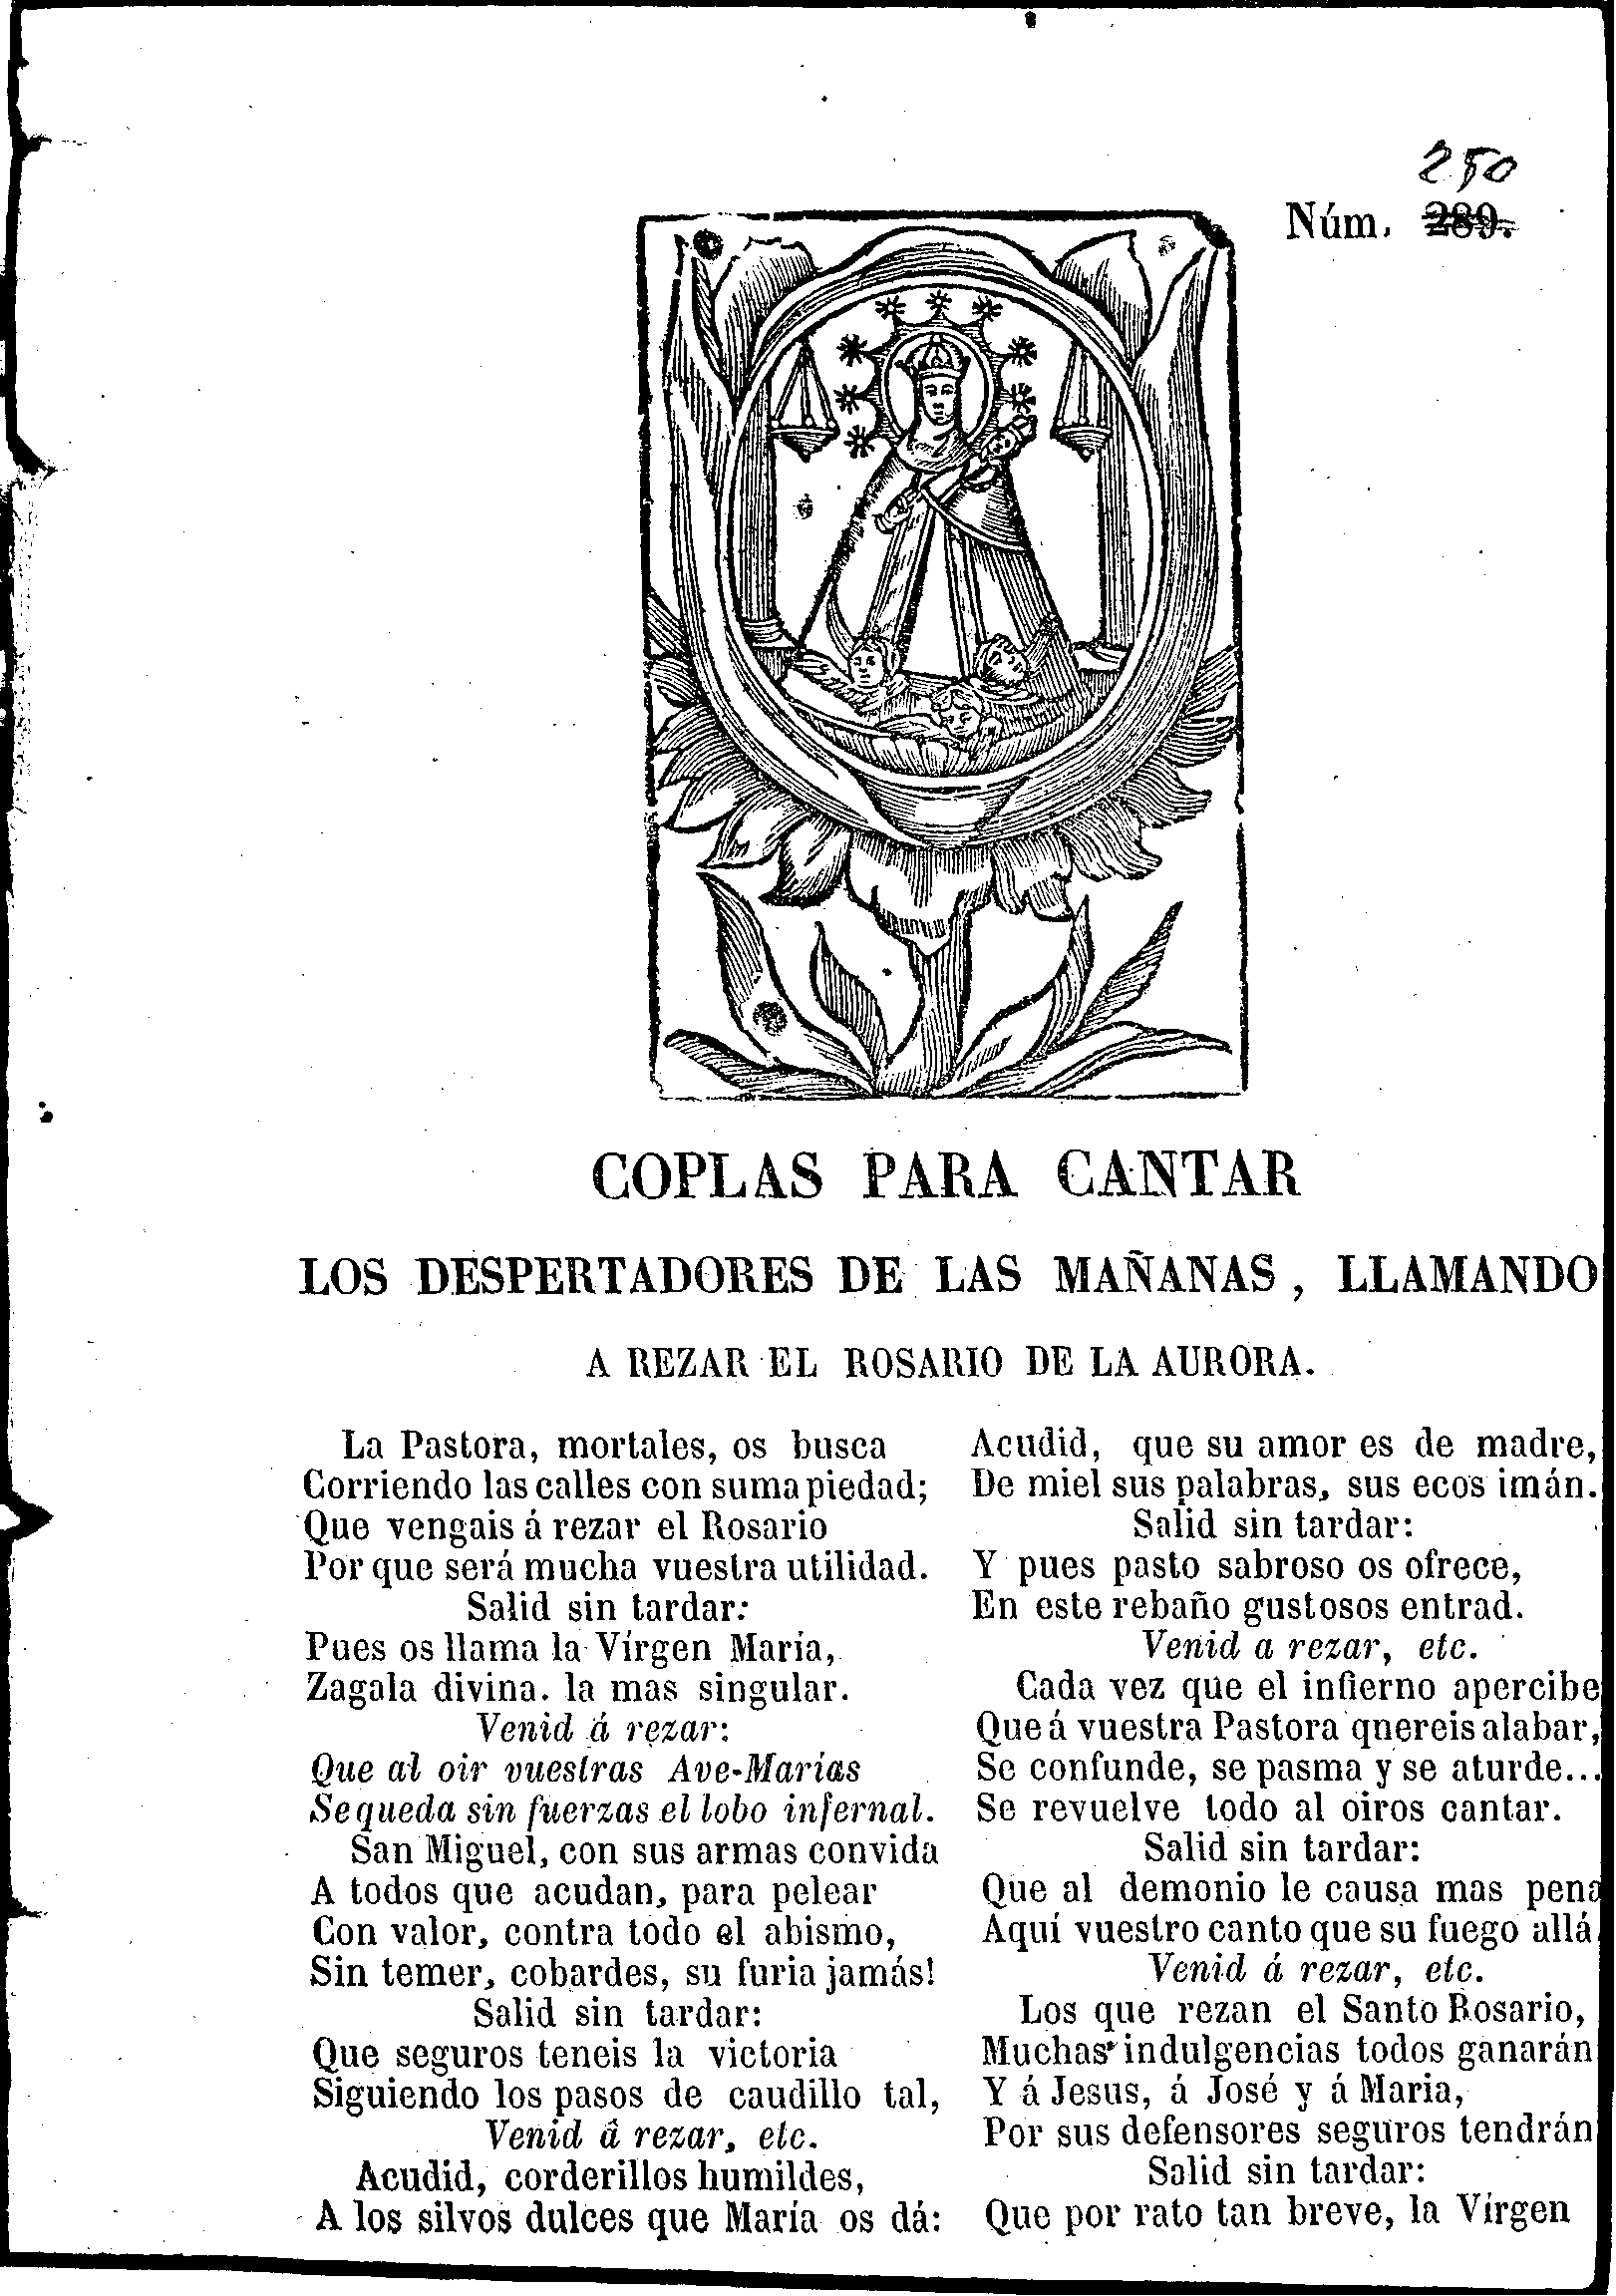 250
Núm. 289.
COPLAS PARA CANTAR
LOS DESPERTADORES DE LAS MAÑANAS, LLAMANDO
A REZAR EL ROSARIO DE LA AURORA.
La Pastora, mortales, os busca
Corriendo las calles con suma piedad;
Que vengais á rezar el Rosario
Por que será mucha vuestra utilidad.
Salid sin tardar:
Pues os llama la Vírgen María,
Zagala divina. la mas singular.
Venid á rezar:
Que al oir vuestras Ave-Marías
Se queda sin fuerzas el lobo infernal.
San Miguel, con sus armas convida
A todos que acudan, para pelear
Con valor, contra todo el abismo,
Sin temer, cobardes, su furia jamás!
Salid sin tardar:
Que seguros teneis la victoria
Siguiendo los pasos de caudillo tal,
Venid â rezar, etc.
Acudid, corderillos humildes,
A los silvos dulces que María os dá:
Acudid, que su amor es de madre,
De miel sus palabras, sus ecos imán.
Salid sin tardar:
Y pues pasto sabroso os ofrece,
En este rebaño gustosos entrad.
Venid a rezar, etc.
Cada vez que el infierno apercibe
Que á vuestra Pastora qnereis alabar,
Se confunde, se pasma y se aturde...
Se revuelve todo al oiros cantar.
Salid sin tardar:
Que al demonio le causa mas pena
Aquí vuestro canto que su fuego allá.
Venid á rezar, etc.
Los que rezan el Santo Rosario,
Muchas indulgencias todos ganarán
Y á Jesus, á José y á Maria,
Por sus defensores seguros tendrán
Salid sin tardar:
Que por rato tan breve, la Vírgen